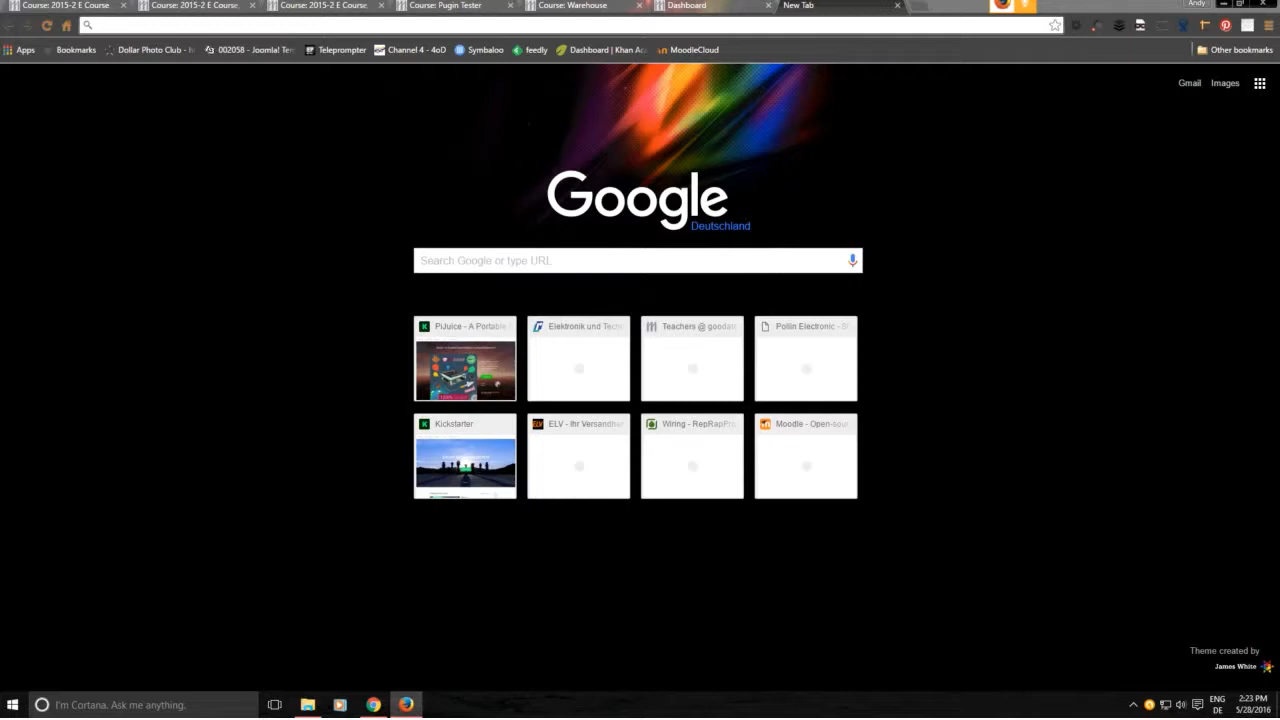 Course: 2015-2 E Course
Course: 2015-2 E Course
Course: 2015-2 E Course
Course: Pugin Tester
Course: Warehouse
Dashboard
New Tab
Andy
Apps
Bookmarks
Dollar Photo Club - h
002058 - Joomla! Tem
Teleprompter
Channel 4 - 4oD
Symbaloo
feedly
Dashboard | Khan Ac
MoodleCloud
Other bookmarks
Gmail
Images
Google
Deutschland
Search Google or type URL
PiJuice - A Portable
Elektronik und Tech
Teachers @ goodat
Pollin Electronic - S
Kickstarter
ELV - Ihr Versandha
Wiring - RepRapPro
Moodle - Open-sour
Theme created by
James White
I'm Cortana. Ask me anything.
ENG
DE
2:23 PM
5/28/2016